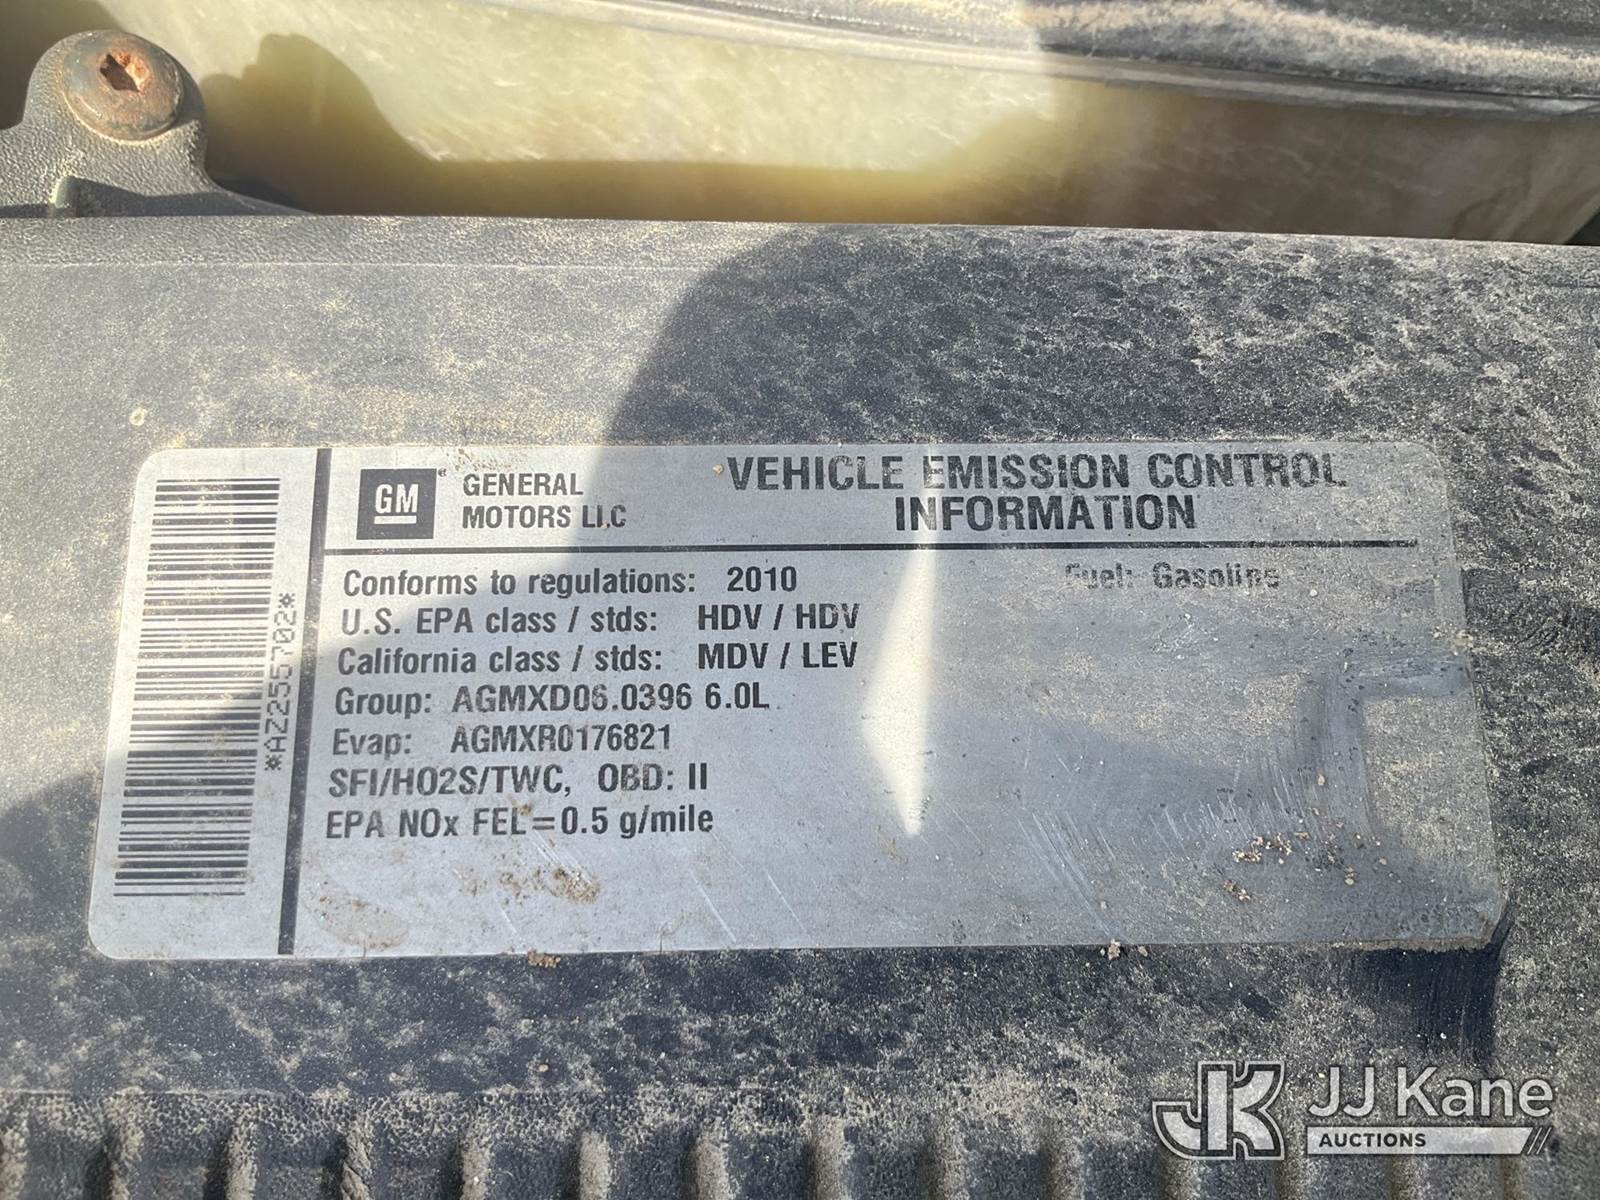 *AZ255702*
GM
GENERAL
MOTORS LLC
VEHICLE EMISSION CONTROL
INFORMATION
Conforms to regulations: 2010 Fuel: Gasoline
U.S. EPA class / stds: HDV / HDV
California class / stds: MDV / LEV
Group: AGMXD06.0396 6.0L
Evap: AGMXR0176821
SFI/HO2S/TWC, OBD: II
EPA NOx FEL=0.5 g/mile
JK JJ Kane
AUCTIONS